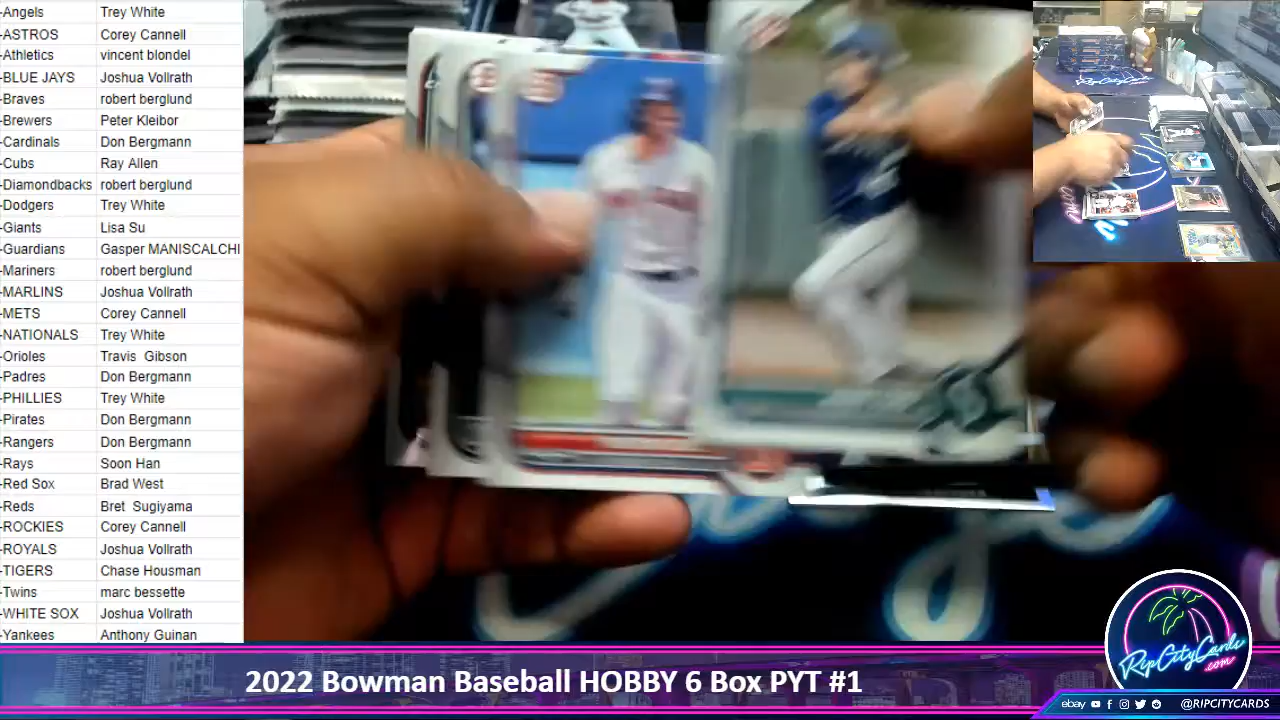 -Angels Trey White
-ASTROS Corey Cannell
-Athletics vincent blondel
-BLUE JAYS Joshua Vollrath
-Braves robert berglund
-Brewers Peter Kleibor
-Cardinals Don Bergmann
-Cubs Ray Allen
-Diamondbacks robert berglund
-Dodgers Trey White
-Giants Lisa Su
-Guardians Gasper MANISCALCHI
-Mariners robert berglund
-MARLINS Joshua Vollrath
-METS Corey Cannell
-NATIONALS Trey White
-Orioles Travis Gibson
-Padres Don Bergmann
-PHILLIES Trey White
-Pirates Don Bergmann
-Rangers Don Bergmann
-Rays Soon Han
-Red Sox Brad West
-Reds Bret Sugiyama
-ROCKIES Corey Cannell
-ROYALS Joshua Vollrath
-TIGERS Chase Housman
-Twins marc bessette
-WHITE SOX Joshua Vollrath
-Yankees Anthony Guinan
2022 Bowman Baseball HOBBY 6 Box PYT #1
RipCityCards
.com
ebay @RIPCITYCARDS